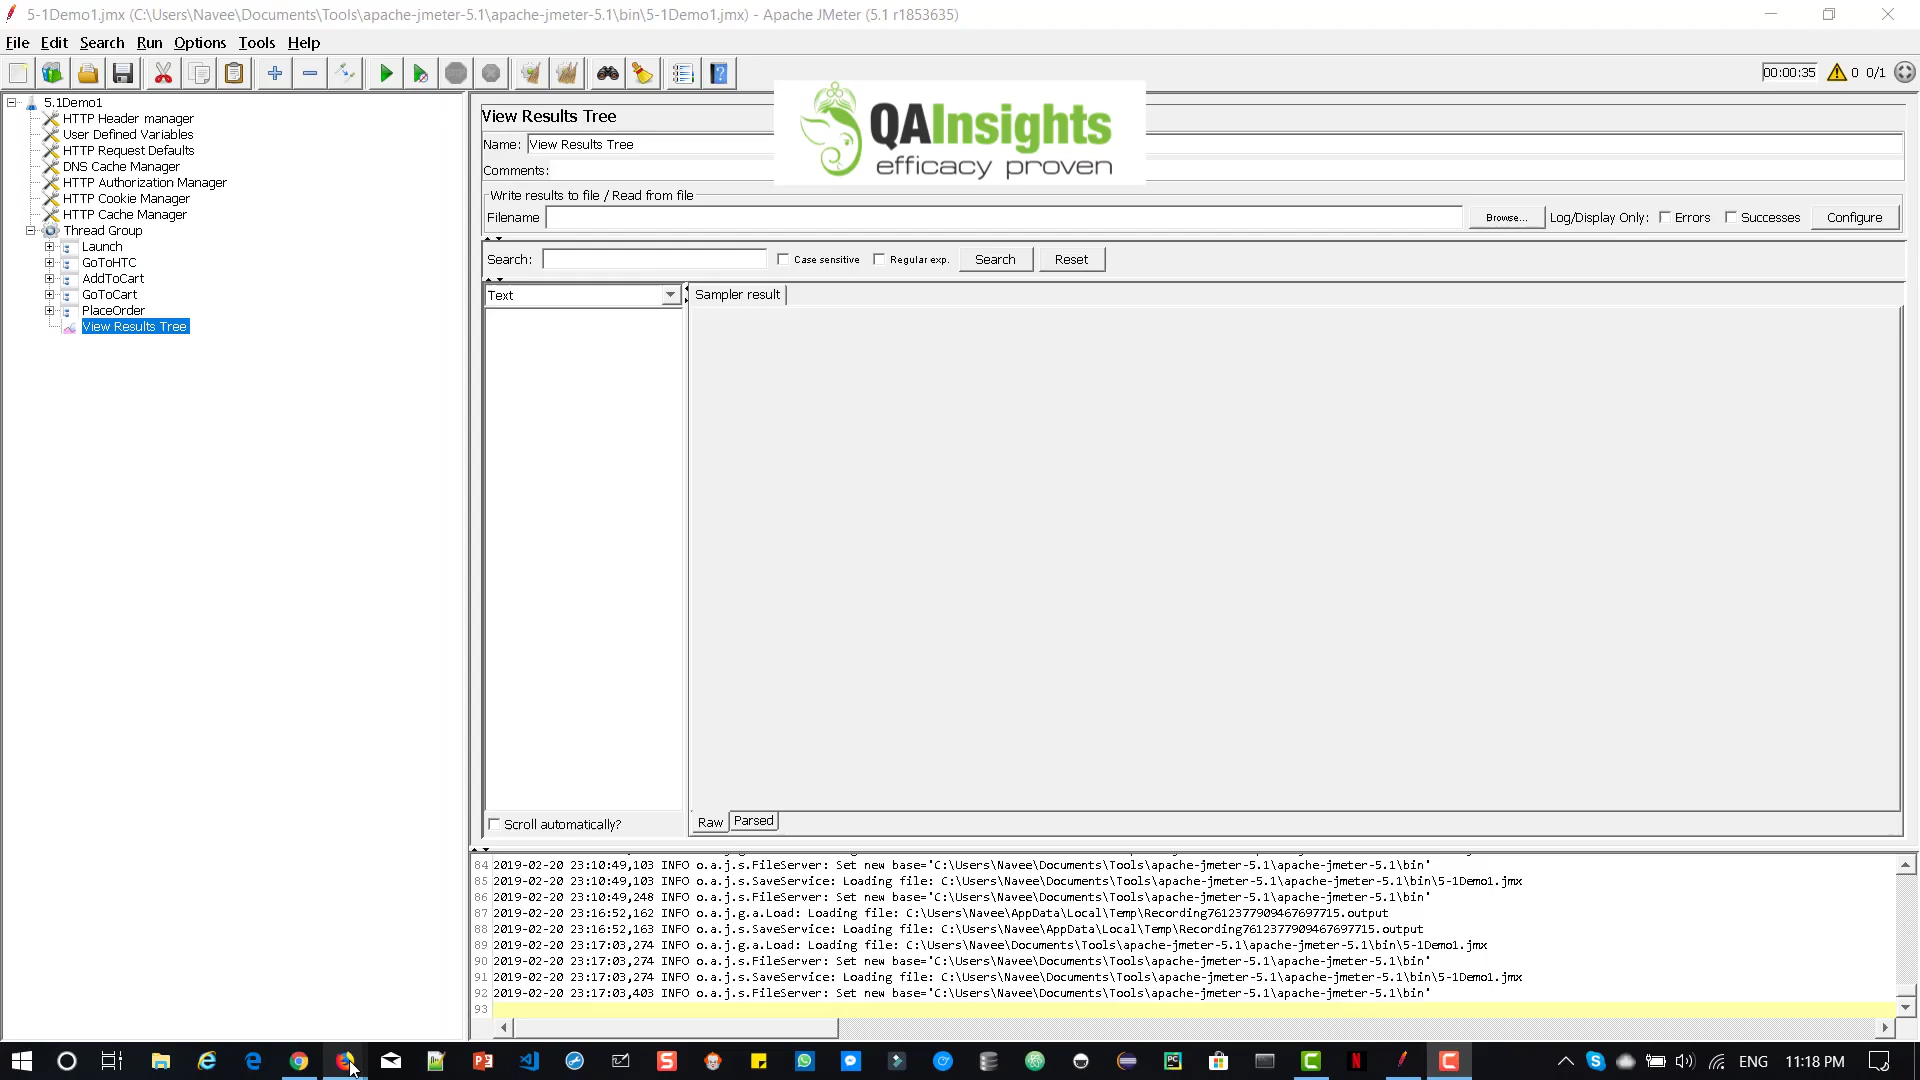 5-1Demo1.jmx (C:\Users\Navee\Documents\Tools\apache-jmeter-5.1\apache-jmeter-5.1\bin\5-1Demo1.jmx) - Apache JMeter (5.1 r1853635)
File Edit Search Run Options Tools Help
00:00:35 0 0/1
5.1Demo1
HTTP Header manager
User Defined Variables
HTTP Request Defaults
DNS Cache Manager
HTTP Authorization Manager
HTTP Cookie Manager
HTTP Cache Manager
Thread Group
Launch
GoToHTC
AddToCart
GoToCart
PlaceOrder
View Results Tree
View Results Tree
Name: View Results Tree
Comments:
QAInsights
efficacy proven
Write results to file / Read from file
Filename Browse... Log/Display Only: Errors Successes Configure
Search: Case sensitive Regular exp. Search Reset
Text
Sampler result
Scroll automatically?
Raw Parsed
84 2019-02-20 23:10:49,103 INFO o.a.j.s.FileServer: Set new base='C:\Users\Navee\Documents\Tools\apache-jmeter-5.1\apache-jmeter-5.1\bin'
85 2019-02-20 23:10:49,103 INFO o.a.j.s.SaveService: Loading file: C:\Users\Navee\Documents\Tools\apache-jmeter-5.1\apache-jmeter-5.1\bin\5-1Demo1.jmx
86 2019-02-20 23:10:49,248 INFO o.a.j.s.FileServer: Set new base='C:\Users\Navee\Documents\Tools\apache-jmeter-5.1\apache-jmeter-5.1\bin'
87 2019-02-20 23:16:52,162 INFO o.a.j.g.a.Load: Loading file: C:\Users\Navee\AppData\Local\Temp\Recording7612377909467697715.output
88 2019-02-20 23:16:52,163 INFO o.a.j.s.SaveService: Loading file: C:\Users\Navee\AppData\Local\Temp\Recording7612377909467697715.output
89 2019-02-20 23:17:03,274 INFO o.a.j.g.a.Load: Loading file: C:\Users\Navee\Documents\Tools\apache-jmeter-5.1\apache-jmeter-5.1\bin\5-1Demo1.jmx
90 2019-02-20 23:17:03,274 INFO o.a.j.s.FileServer: Set new base='C:\Users\Navee\Documents\Tools\apache-jmeter-5.1\apache-jmeter-5.1\bin'
91 2019-02-20 23:17:03,274 INFO o.a.j.s.SaveService: Loading file: C:\Users\Navee\Documents\Tools\apache-jmeter-5.1\apache-jmeter-5.1\bin\5-1Demo1.jmx
92 2019-02-20 23:17:03,403 INFO o.a.j.s.FileServer: Set new base='C:\Users\Navee\Documents\Tools\apache-jmeter-5.1\apache-jmeter-5.1\bin'
93
ENG 11:18 PM